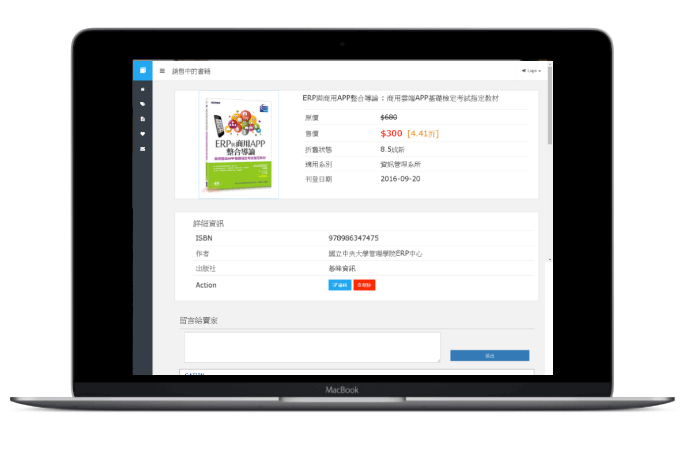 銷售中的書籍
Login
ERP與商用APP整合導論：商用雲端APP基礎檢定考試指定教材
原價 $680
售價 $300 [4.41折]
折舊狀態 8.5成新
適用系別 資訊管理系所
刊登日期 2016-09-20
ERP與商用APP
整合導論
詳細資訊
ISBN 978986347475
作者 國立中央大學管理學院ERP中心
出版社 碁峰資訊
Action 編輯 刪除
留言給賣家
送出
MacBook